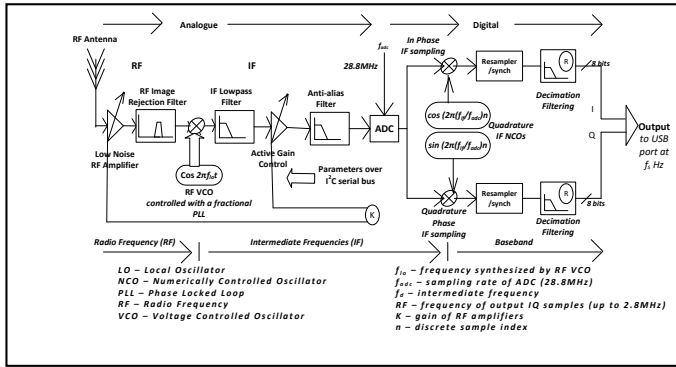 Analogue
Digital
RF Antenna
RF
IF
RF Image
Rejection Filter
IF Lowpass
Filter
Anti-alias
Filter
f_adc
28.8MHz
ADC
In Phase
IF sampling
Resampler
/synch
R
Decimation
Filtering
8 bits
Low Noise
RF Amplifier
Cos 2πf_lo t
RF VCO
controlled with a fractional
PLL
Active Gain
Control
Parameters over
I²C serial bus
K
cos (2π(f_if/f_adc)n
sin (2π(f_if/f_adc)n
Quadrature
IF NCOs
Quadrature
Phase
IF sampling
Resampler
/synch
R
Decimation
Filtering
8 bits
I
Q
Output
to USB
port at
f_s Hz
Radio Frequency (RF)
Intermediate Frequencies (IF)
Baseband
LO – Local Oscillator
NCO – Numerically Controlled Oscillator
PLL – Phase Locked Loop
RF – Radio Frequency
VCO – Voltage Controlled Oscillator
f_lo – frequency synthesized by RF VCO
f_adc – sampling rate of ADC (28.8MHz)
f_d – intermediate frequency
RF – frequency of output IQ samples (up to 2.8MHz)
K – gain of RF amplifiers
n – discrete sample index